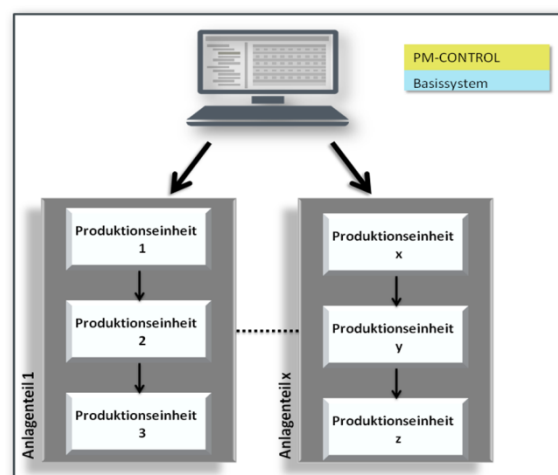 PM-CONTROL
Basissystem
Anlagenteil 1
Produktionseinheit
1
Produktionseinheit
2
Produktionseinheit
3
Anlagenteil x
Produktionseinheit
x
Produktionseinheit
y
Produktionseinheit
z